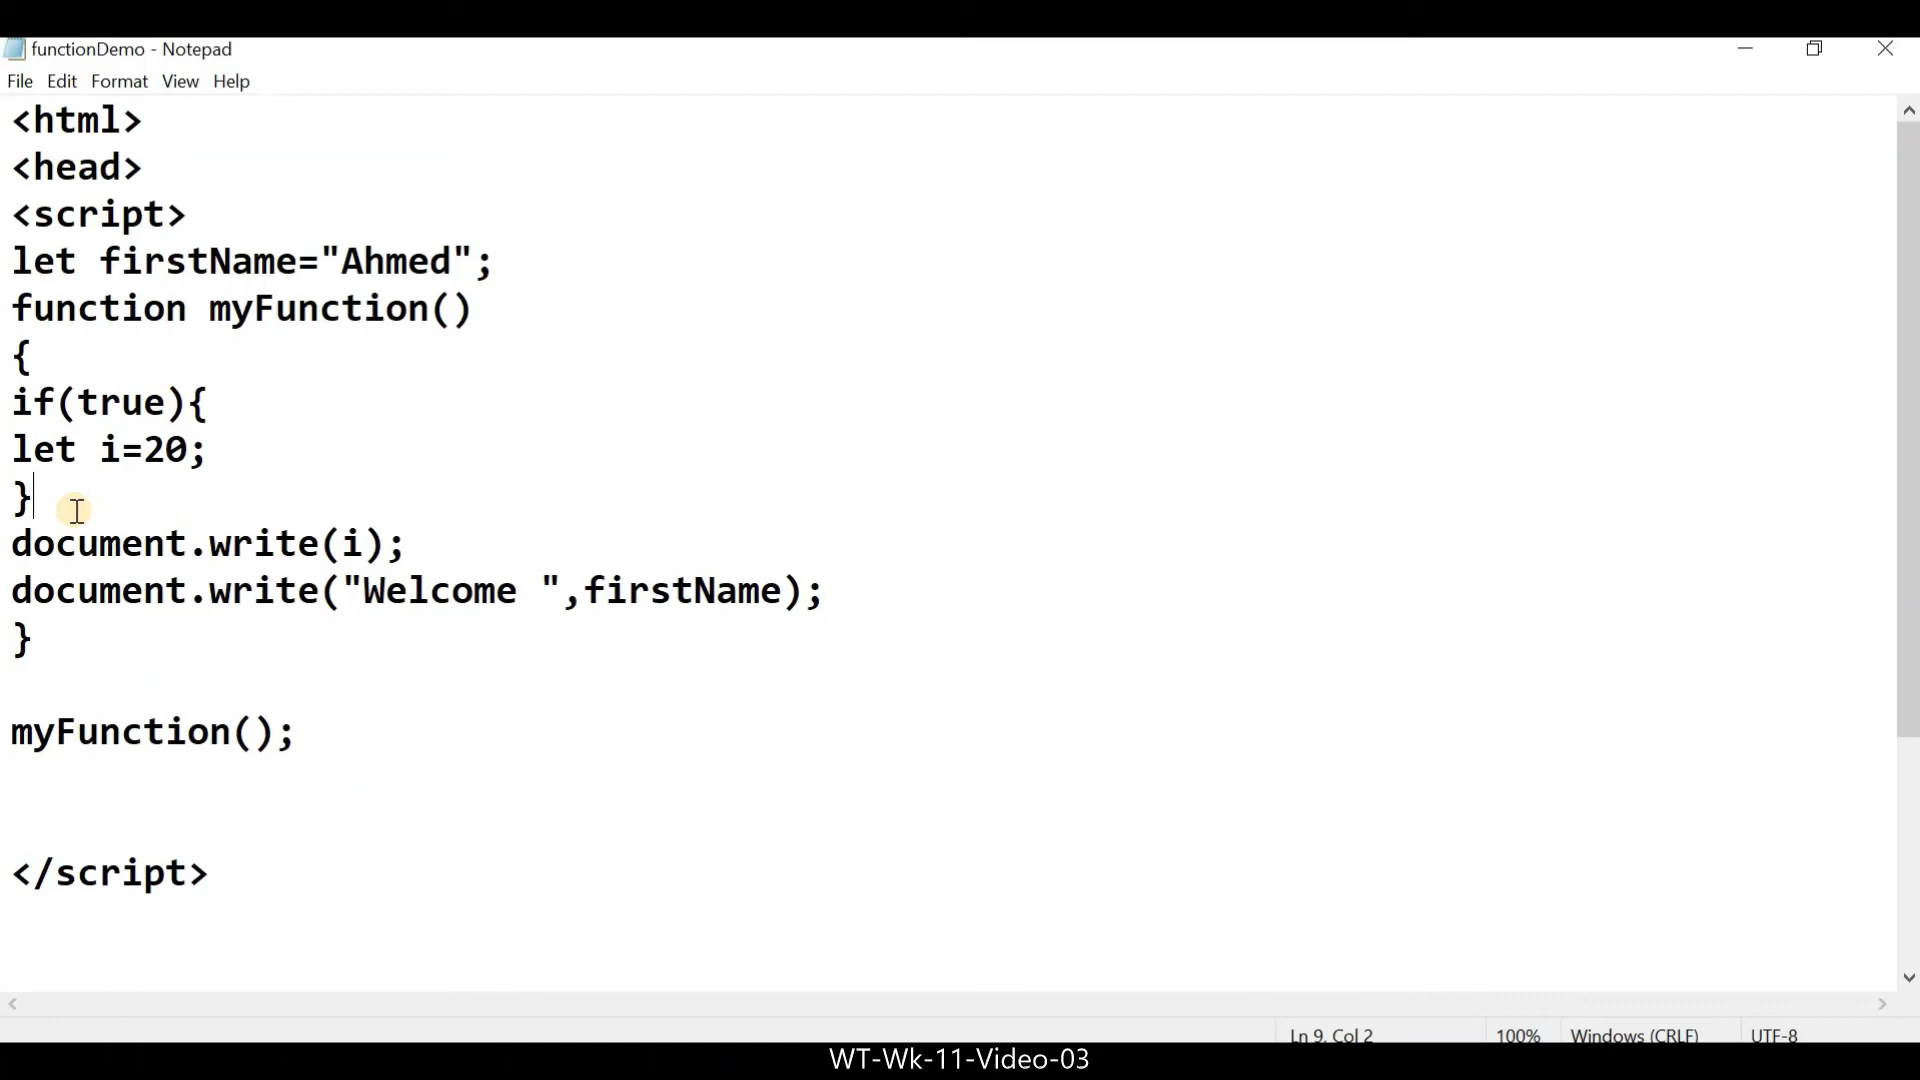 functionDemo - Notepad
File Edit Format View Help
<html>
<head>
<script>
let firstName="Ahmed";
function myFunction()
{
if(true){
let i=20;
}
document.write(i);
document.write("Welcome ",firstName);
}
myFunction();
</script>
Ln 9, Col 2 100% Windows (CRLF) UTF-8
WT-Wk-11-Video-03